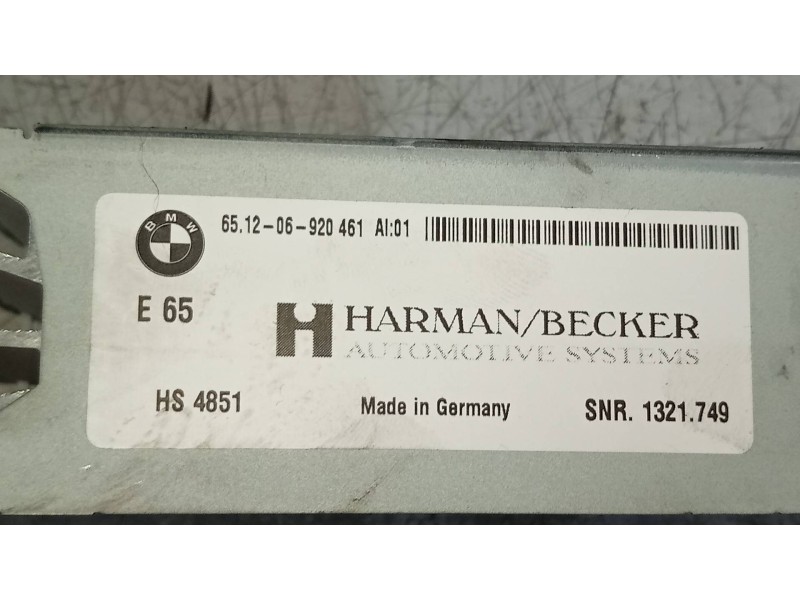 BMW
65.12-06-920 461 AI:01
E 65
HARMAN/BECKER
AUTOMOTIVE SYSTEMS
HS 4851
Made in Germany
SNR. 1321.749